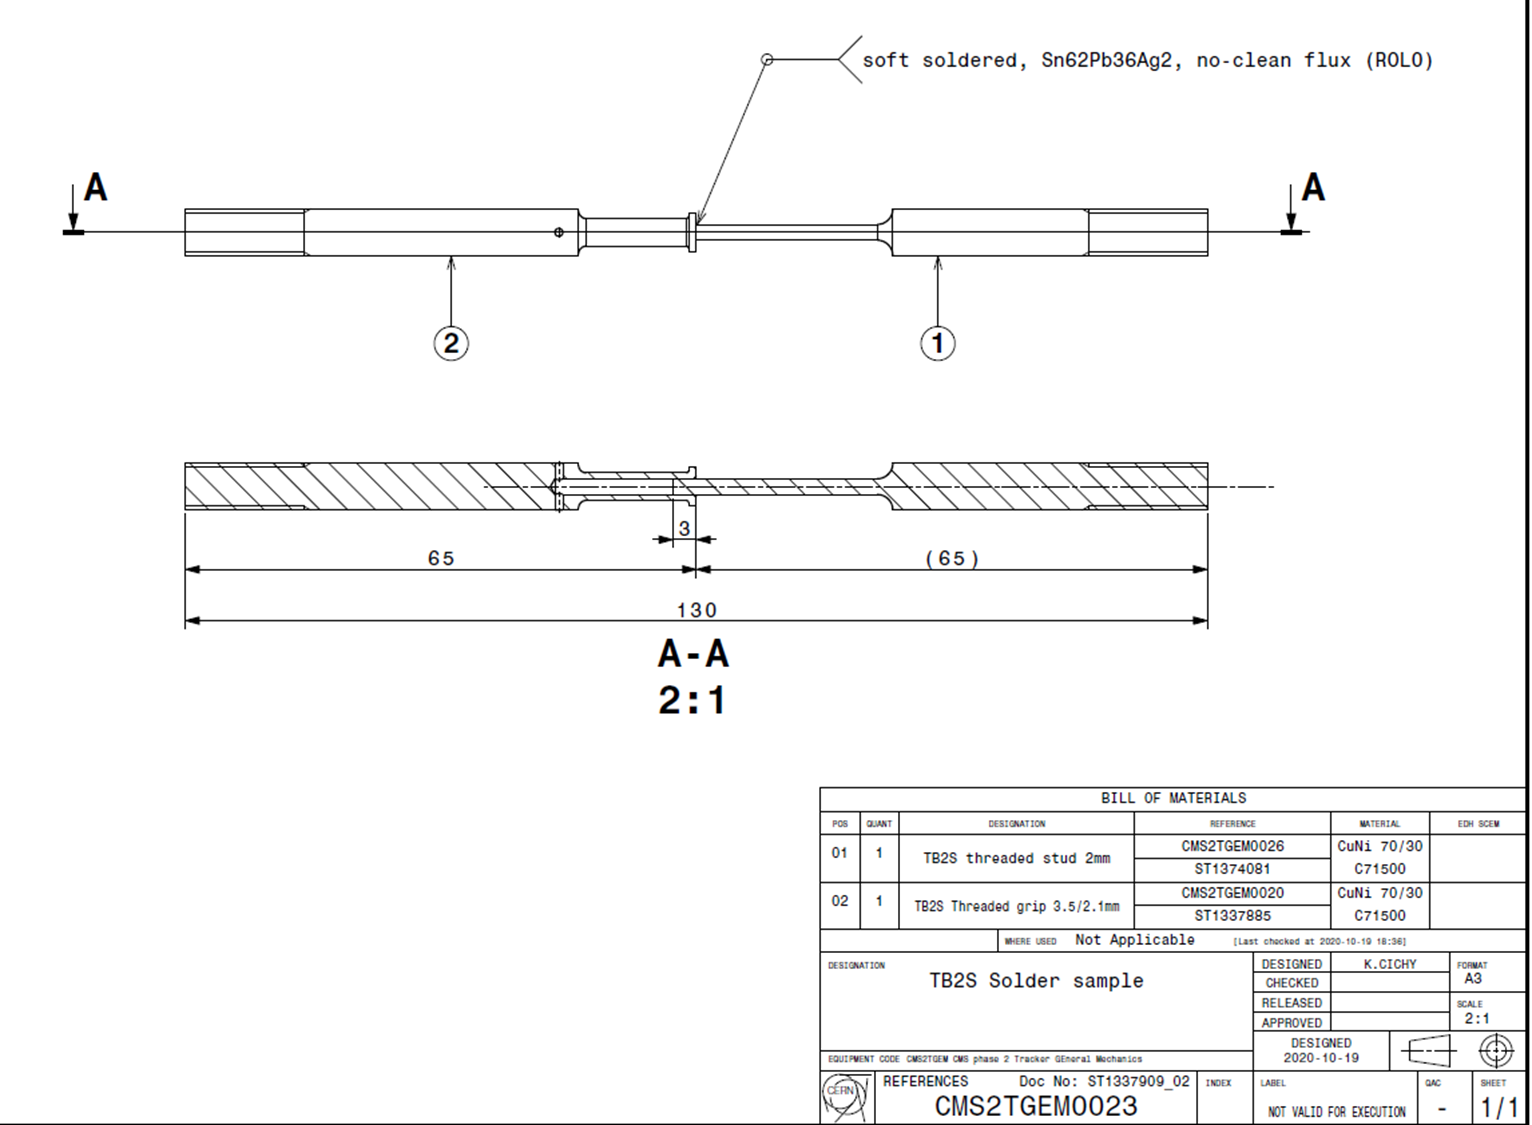 soft soldered, Sn62Pb36Ag2, no-clean flux (ROL0)
A A
2 1
3
65 (65)
130
A-A
2:1
BILL OF MATERIALS
POS QUANT DESIGNATION REFERENCE MATERIAL EDH SCEM
01 1 TB2S threaded stud 2mm CMS2TGEM0026 CuNi 70/30
ST1374081 C71500
02 1 TB2S Threaded grip 3.5/2.1mm CMS2TGEM0020 CuNi 70/30
ST1337885 C71500
WHERE USED Not Applicable [Last checked at 2020-10-19 18:36]
DESIGNATION
TB2S Solder sample
DESIGNED K.CICHY
CHECKED
RELEASED
APPROVED
FORMAT
A3
SCALE
2:1
DESIGNED
2020-10-19
EQUIPMENT CODE CMS2TGEM CMS phase 2 Tracker GEneral Mechanics
CERN
REFERENCES Doc No: ST1337909_02
CMS2TGEM0023
INDEX
LABEL
NOT VALID FOR EXECUTION
QAC
-
SHEET
1/1